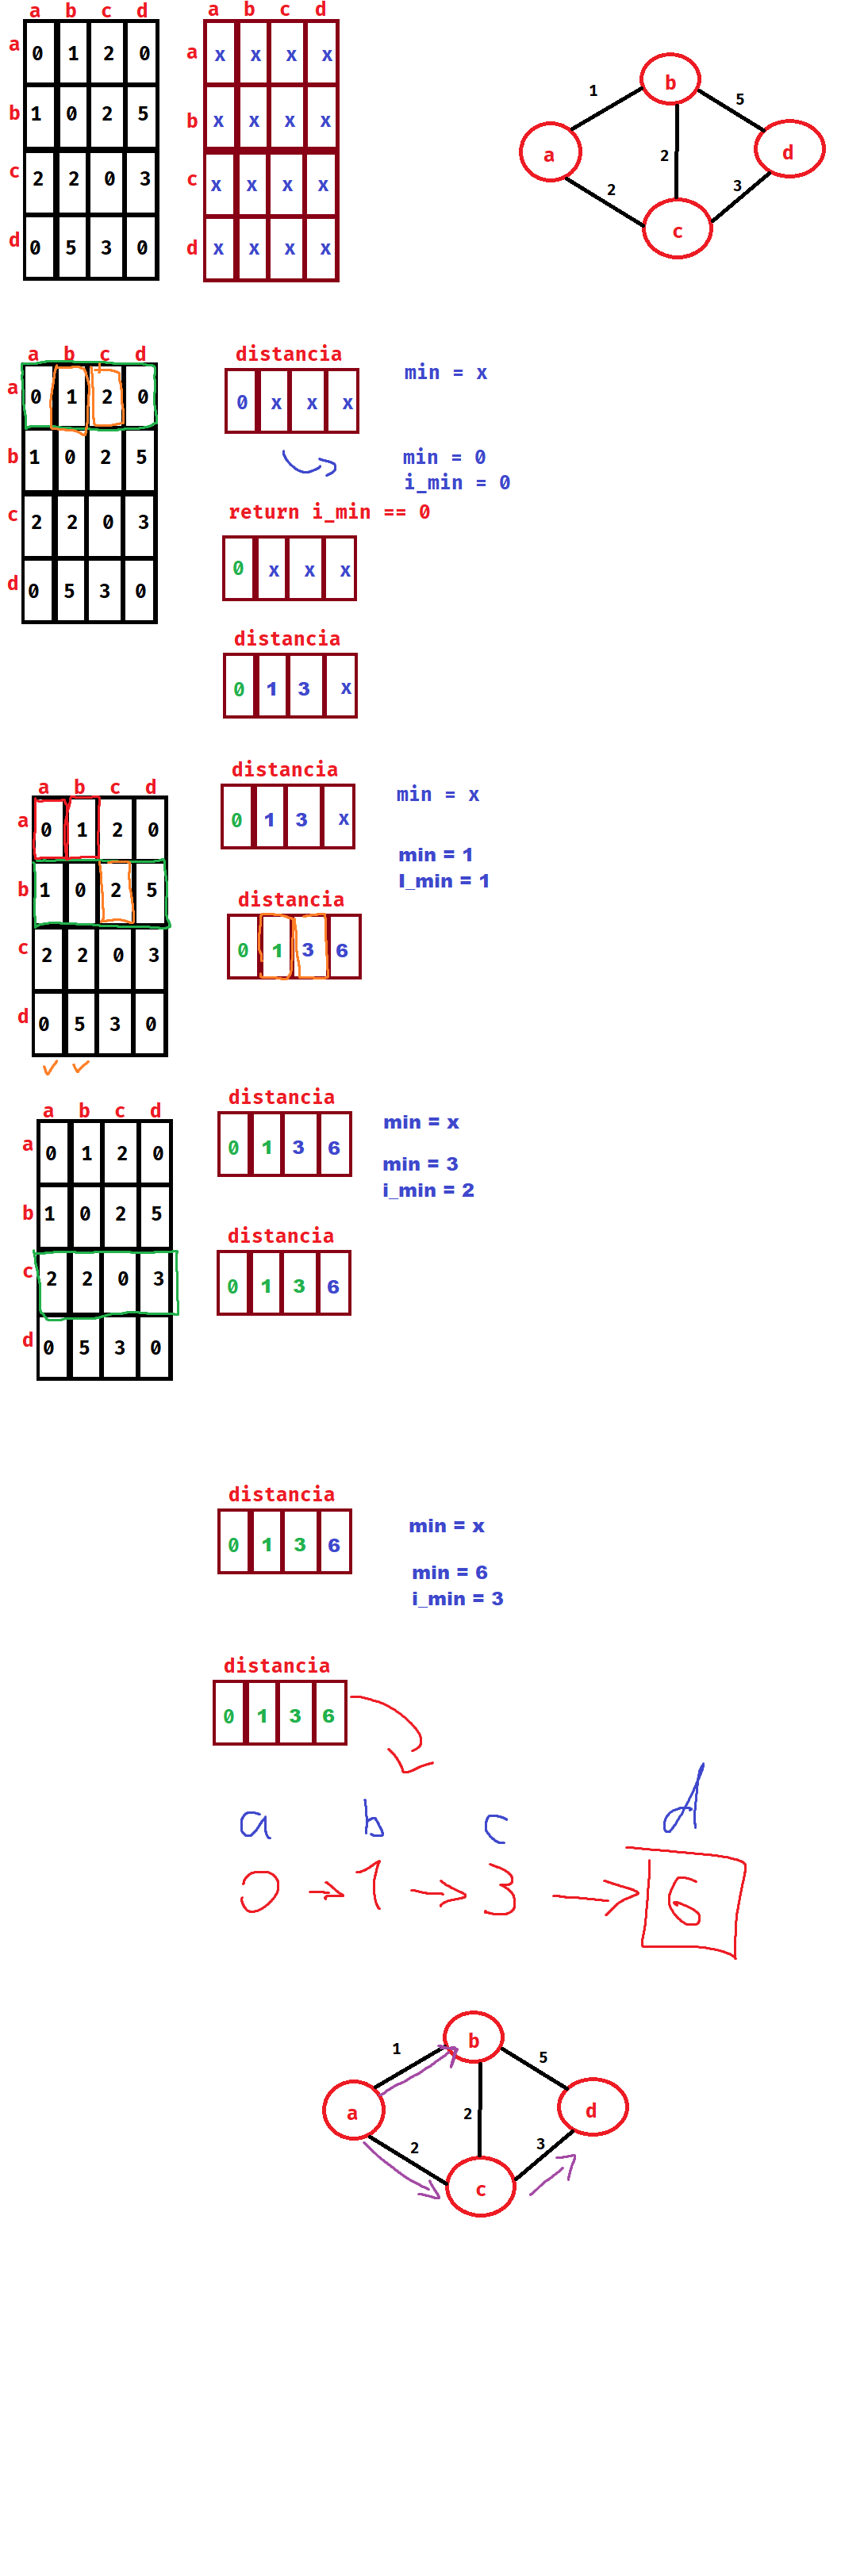 a b c d
a 0 1 2 0
b 1 0 2 5
c 2 2 0 3
d 0 5 3 0
a b c d
a x x x x
b x x x x
c x x x x
d x x x x
b
1
5
a
d
2
2
3
c
a b c d
a 0 1 2 0
b 1 0 2 5
c 2 2 0 3
d 0 5 3 0
distancia
0 x x x
min = x
min = 0
i_min = 0
return i_min == 0
0 x x x
distancia
0 1 3 x
a b c d
a 0 1 2 0
b 1 0 2 5
c 2 2 0 3
d 0 5 3 0
distancia
0 1 3 x
min = x
min = 1
I_min = 1
distancia
0 1 3 6
a b c d
a 0 1 2 0
b 1 0 2 5
c 2 2 0 3
d 0 5 3 0
distancia
0 1 3 6
min = x
min = 3
i_min = 2
distancia
0 1 3 6
distancia
0 1 3 6
min = x
min = 6
i_min = 3
distancia
0 1 3 6
a b c d
0 → 1 → 3 → 6
b
1
5
a
d
2
2
3
c